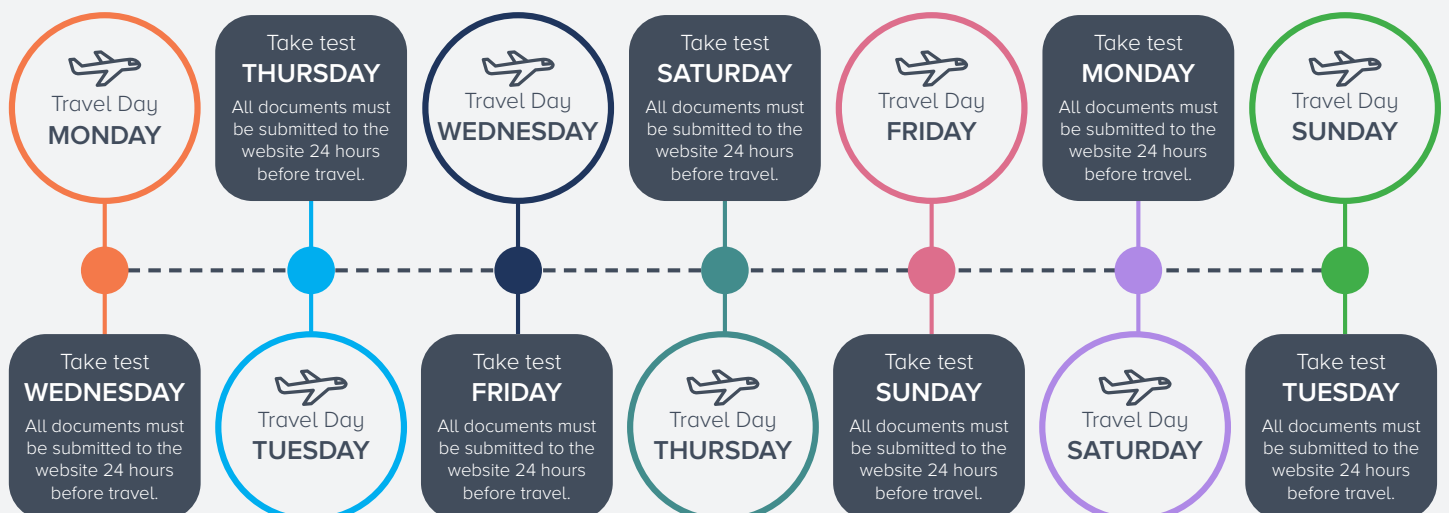 Travel Day
MONDAY
Take test
WEDNESDAY
All documents must
be submitted to the
website 24 hours
before travel.
Take test
THURSDAY
All documents must
be submitted to the
website 24 hours
before travel.
Travel Day
TUESDAY
Travel Day
WEDNESDAY
Take test
FRIDAY
All documents must
be submitted to the
website 24 hours
before travel.
Take test
SATURDAY
All documents must
be submitted to the
website 24 hours
before travel.
Travel Day
THURSDAY
Travel Day
FRIDAY
Take test
SUNDAY
All documents must
be submitted to the
website 24 hours
before travel.
Take test
MONDAY
All documents must
be submitted to the
website 24 hours
before travel.
Travel Day
SATURDAY
Travel Day
SUNDAY
Take test
TUESDAY
All documents must
be submitted to the
website 24 hours
before travel.